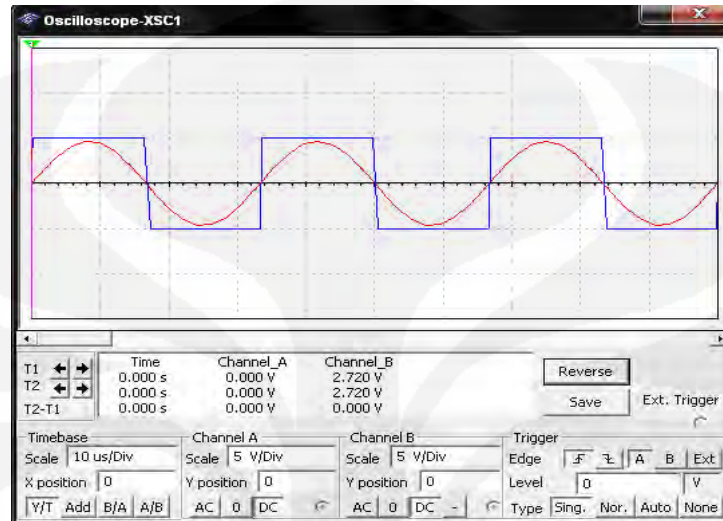 Oscilloscope-XSC1
Time Channel_A Channel_B
T1 0.000 s 0.000 V 2.720 V
T2 0.000 s 0.000 V 2.720 V
T2-T1 0.000 s 0.000 V 0.000 V
Reverse
Save
Ext. Trigger
Timebase
Scale 10 us/Div
X position 0
Y/T Add B/A A/B
Channel A
Scale 5 V/Div
Y position 0
AC 0 DC
Channel B
Scale 5 V/Div
Y position 0
AC 0 DC -
Trigger
Edge A B Ext
Level 0 V
Type Sing. Nor. Auto None